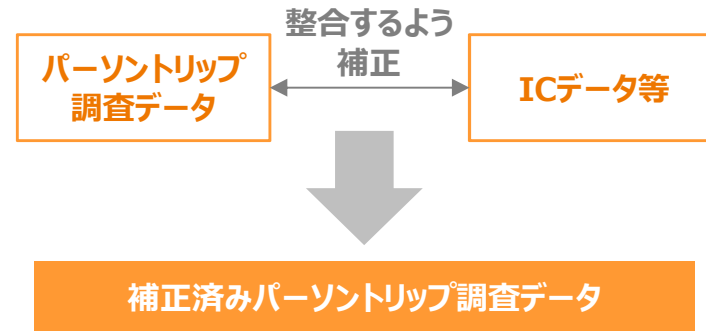 整合するよう
補正
パーソントリップ
調査データ
ICデータ等
補正済みパーソントリップ調査データ